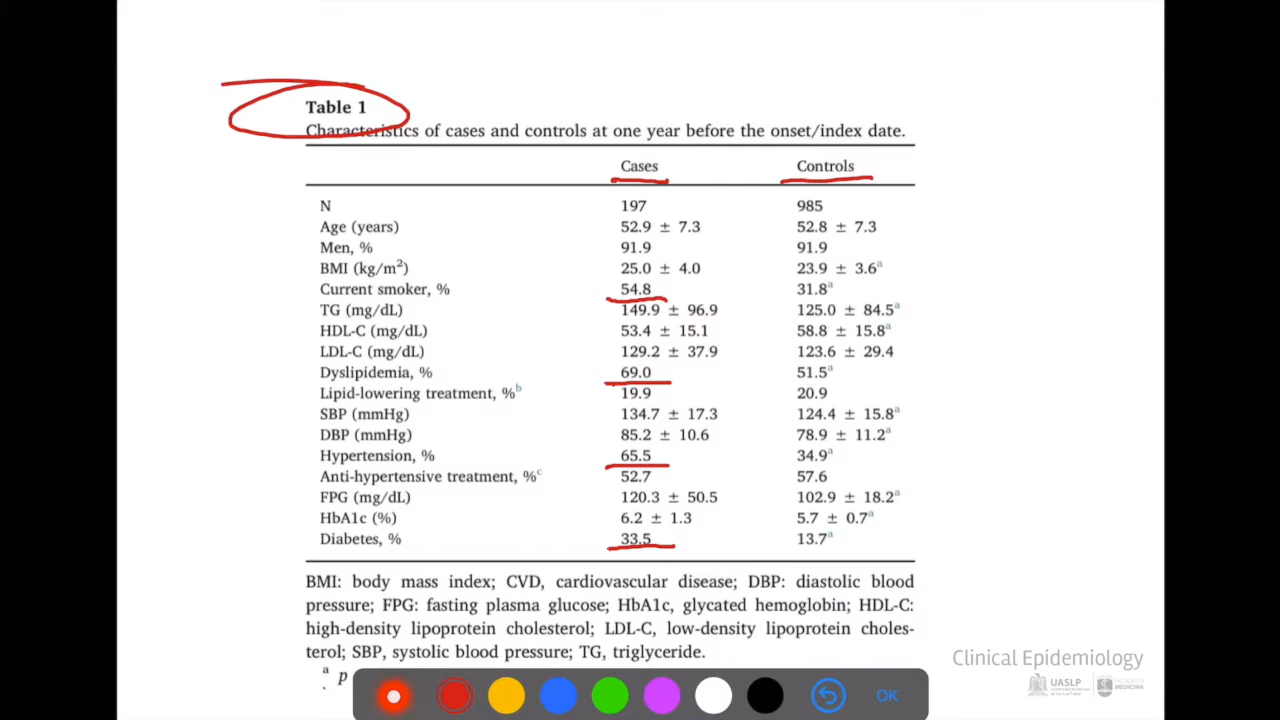 Table 1
Characteristics of cases and controls at one year before the onset/index date.
Cases Controls
N 197 985
Age (years) 52.9 ± 7.3 52.8 ± 7.3
Men, % 91.9 91.9
BMI (kg/m²) 25.0 ± 4.0 23.9 ± 3.6ᵃ
Current smoker, % 54.8 31.8ᵃ
TG (mg/dL) 149.9 ± 96.9 125.0 ± 84.5ᵃ
HDL-C (mg/dL) 53.4 ± 15.1 58.8 ± 15.8ᵃ
LDL-C (mg/dL) 129.2 ± 37.9 123.6 ± 29.4
Dyslipidemia, % 69.0 51.5ᵃ
Lipid-lowering treatment, %ᵇ 19.9 20.9
SBP (mmHg) 134.7 ± 17.3 124.4 ± 15.8ᵃ
DBP (mmHg) 85.2 ± 10.6 78.9 ± 11.2ᵃ
Hypertension, % 65.5 34.9ᵃ
Anti-hypertensive treatment, %ᶜ 52.7 57.6
FPG (mg/dL) 120.3 ± 50.5 102.9 ± 18.2ᵃ
HbA1c (%) 6.2 ± 1.3 5.7 ± 0.7ᵃ
Diabetes, % 33.5 13.7ᵃ
BMI: body mass index; CVD, cardiovascular disease; DBP: diastolic blood
pressure; FPG: fasting plasma glucose; HbA1c, glycated hemoglobin; HDL-C:
high-density lipoprotein cholesterol; LDL-C, low-density lipoprotein choles-
terol; SBP, systolic blood pressure; TG, triglyceride.
ᵃ p
OK
Clinical Epidemiology
UASLP
MEDICINA